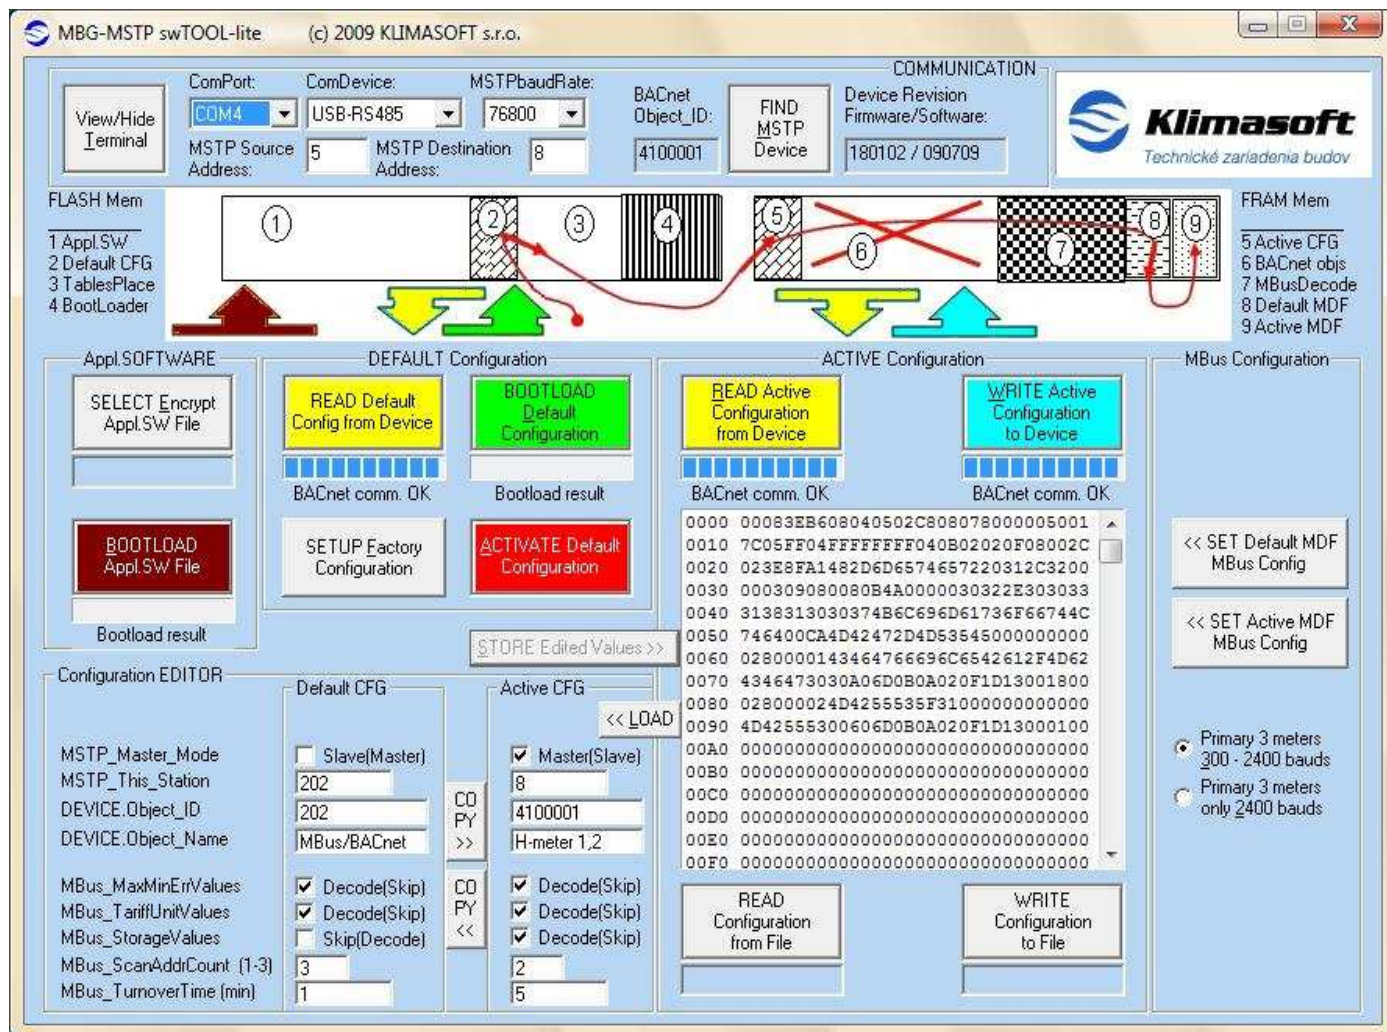 MBG-MSTP swTOOL-lite (c) 2009 KLIMASOFT s.r.o.
COMMUNICATION
View/Hide
Terminal
ComPort:
COM4
ComDevice:
USB-RS485
MSTPbaudRate:
76800
MSTP Source
Address:
5
MSTP Destination
Address:
8
BACnet
Object_ID:
4100001
FIND
MSTP
Device
Device Revision
Firmware/Software:
180102 / 090709
Klimasoft
Technické zariadenia budov
FLASH Mem
1 Appl.SW
2 Default CFG
3 TablesPlace
4 BootLoader
1
2
3
4
5
6
7
8
9
FRAM Mem
5 Active CFG
6 BACnet objs
7 MBusDecode
8 Default MDF
9 Active MDF
Appl.SOFTWARE
SELECT Encrypt
Appl.SW File
BOOTLOAD
Appl.SW File
Bootload result
DEFAULT Configuration
READ Default
Config from Device
BACnet comm. OK
BOOTLOAD
Default
Configuration
Bootload result
SETUP Factory
Configuration
ACTIVATE Default
Configuration
ACTIVE Configuration
READ Active
Configuration
from Device
BACnet comm. OK
WRITE Active
Configuration
to Device
BACnet comm. OK
0000 00083EB608040502C808078000005001
0010 7C05FF04FFFFFFFF040B02020F08002C
0020 023E8FA1482D6D6574657220312C3200
0030 000309080080B4A0000030322E303033
0040 3138313030374B6C696D61736F66744C
0050 746400CA4D42472D4D53545000000000
0060 0280000143464766696C6542612F4D62
0070 4346473030A06D0B0A020F1D13001800
0080 028000024D4255535F31000000000000
0090 4D42555300606D0B0A020F1D13000100
00A0 00000000000000000000000000000000
00B0 00000000000000000000000000000000
00C0 00000000000000000000000000000000
00D0 00000000000000000000000000000000
00E0 00000000000000000000000000000000
00F0 00000000000000000000000000000000
READ
Configuration
from File
WRITE
Configuration
to File
MBus Configuration
<< SET Default MDF
MBus Config
<< SET Active MDF
MBus Config
Primary 3 meters
300 - 2400 bauds
Primary 3 meters
only 2400 bauds
STORE Edited Values >>
<< LOAD
Configuration EDITOR
Default CFG
Active CFG
MSTP_Master_Mode Slave(Master) Master(Slave)
MSTP_This_Station 202 8
DEVICE.Object_ID 202 4100001
DEVICE.Object_Name MBus/BACnet H-meter 1,2
CO
PY
>>
MBus_MaxMinErrValues Decode(Skip) Decode(Skip)
MBus_TariffUnitValues Decode(Skip) Decode(Skip)
MBus_StorageValues Skip(Decode) Decode(Skip)
CO
PY
<<
MBus_ScanAddrCount (1-3) 3 2
MBus_TurnoverTime (min) 1 5